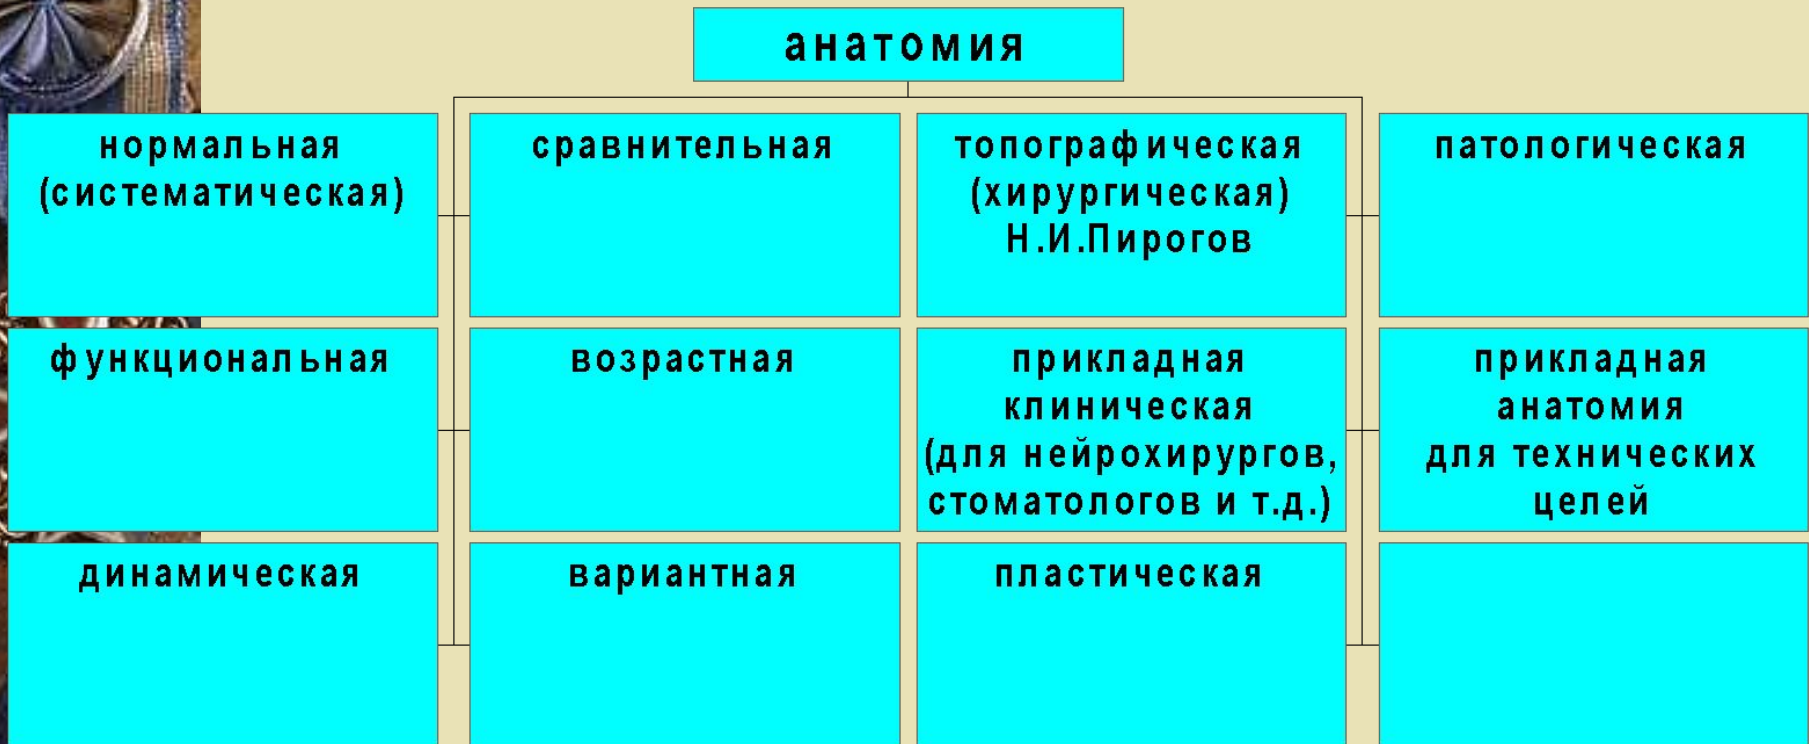 анатомия
нормальная
(систематическая)
сравнительная
топографическая
(хирургическая)
Н.И.Пирогов
патологическая
функциональная
возрастная
прикладная
клиническая
(для нейрохирургов,
стоматологов и т.д.)
прикладная
анатомия
для технических
целей
динамическая
вариантная
пластическая